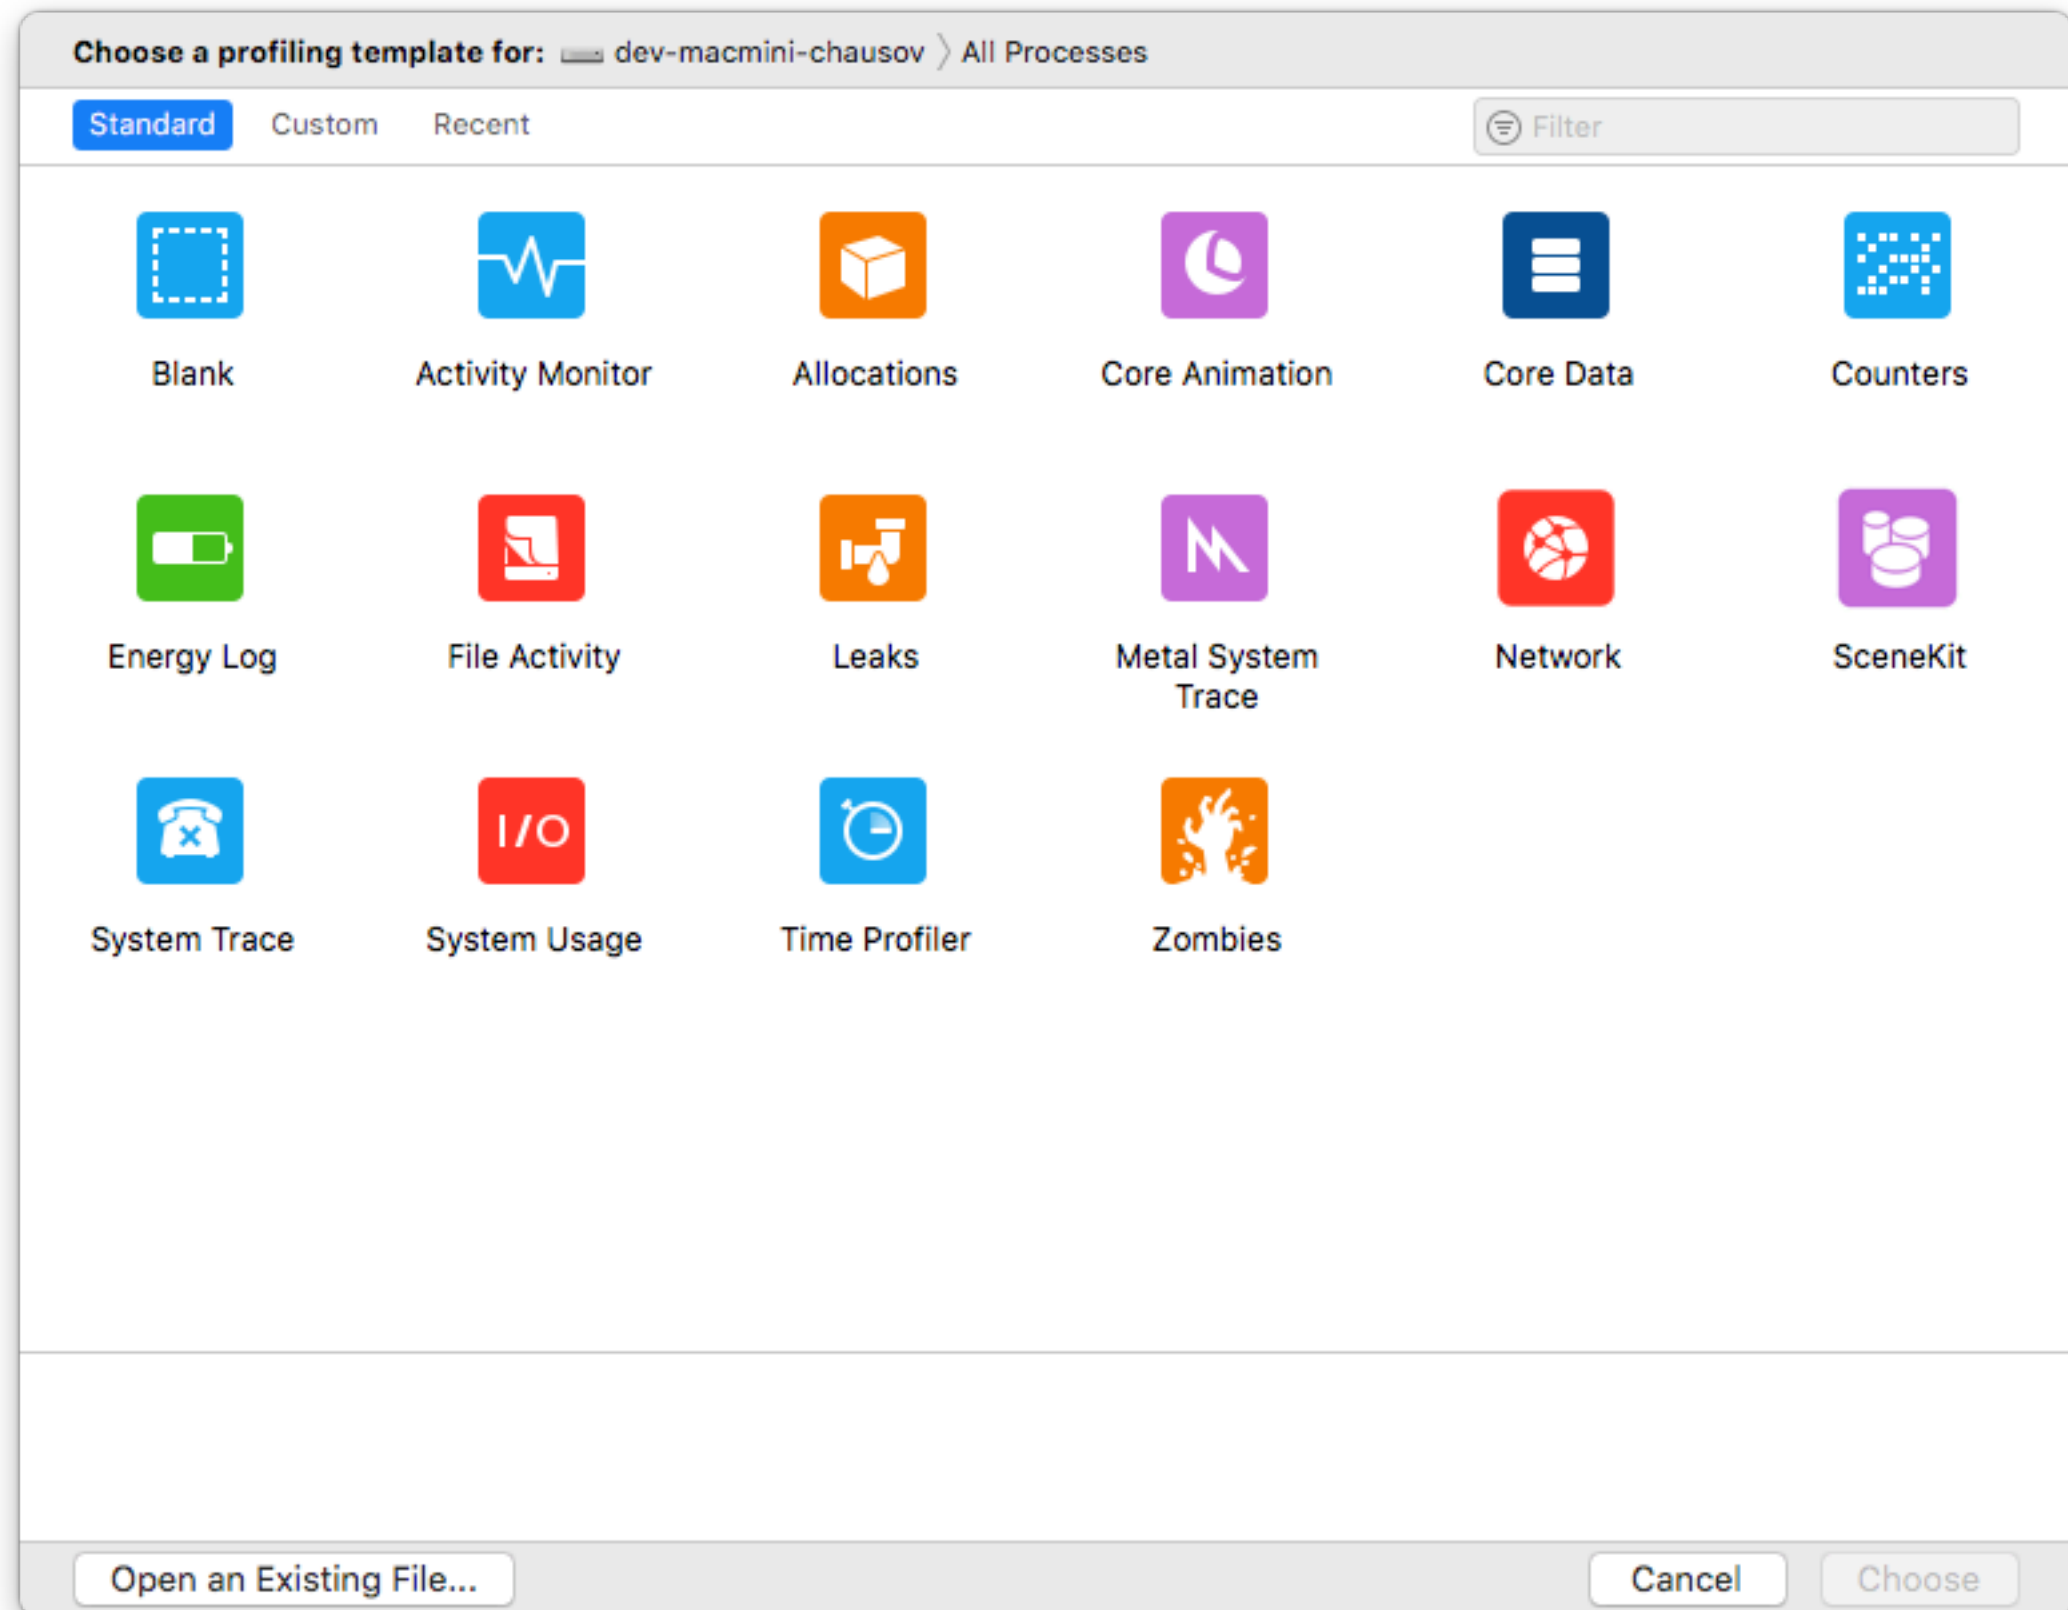 Choose a profiling template for: dev-macmini-chausov 〉 All Processes
Standard Custom Recent Filter
Blank Activity Monitor Allocations Core Animation Core Data Counters
Energy Log File Activity Leaks Metal System Network SceneKit
Trace
I/O
System Trace System Usage Time Profiler Zombies
Open an Existing File... Cancel Choose